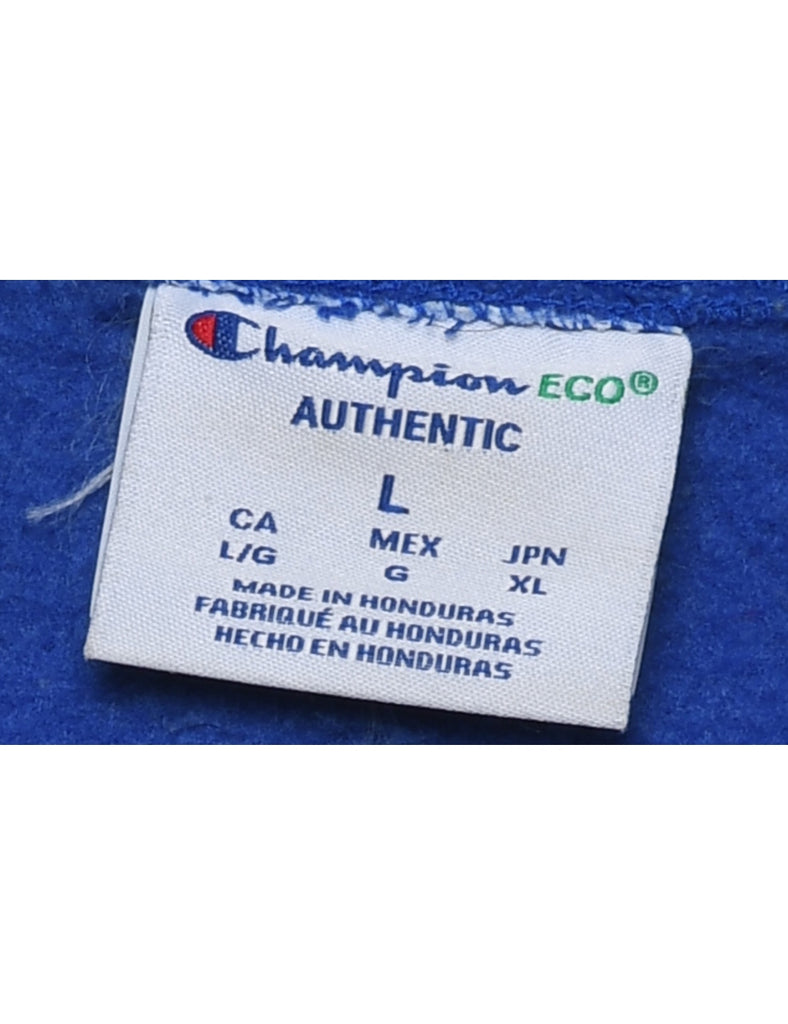 Champion ECO®
AUTHENTIC
L
CA MEX JPN
L/G G XL
MADE IN HONDURAS
FABRIQUÉ AU HONDURAS
HECHO EN HONDURAS